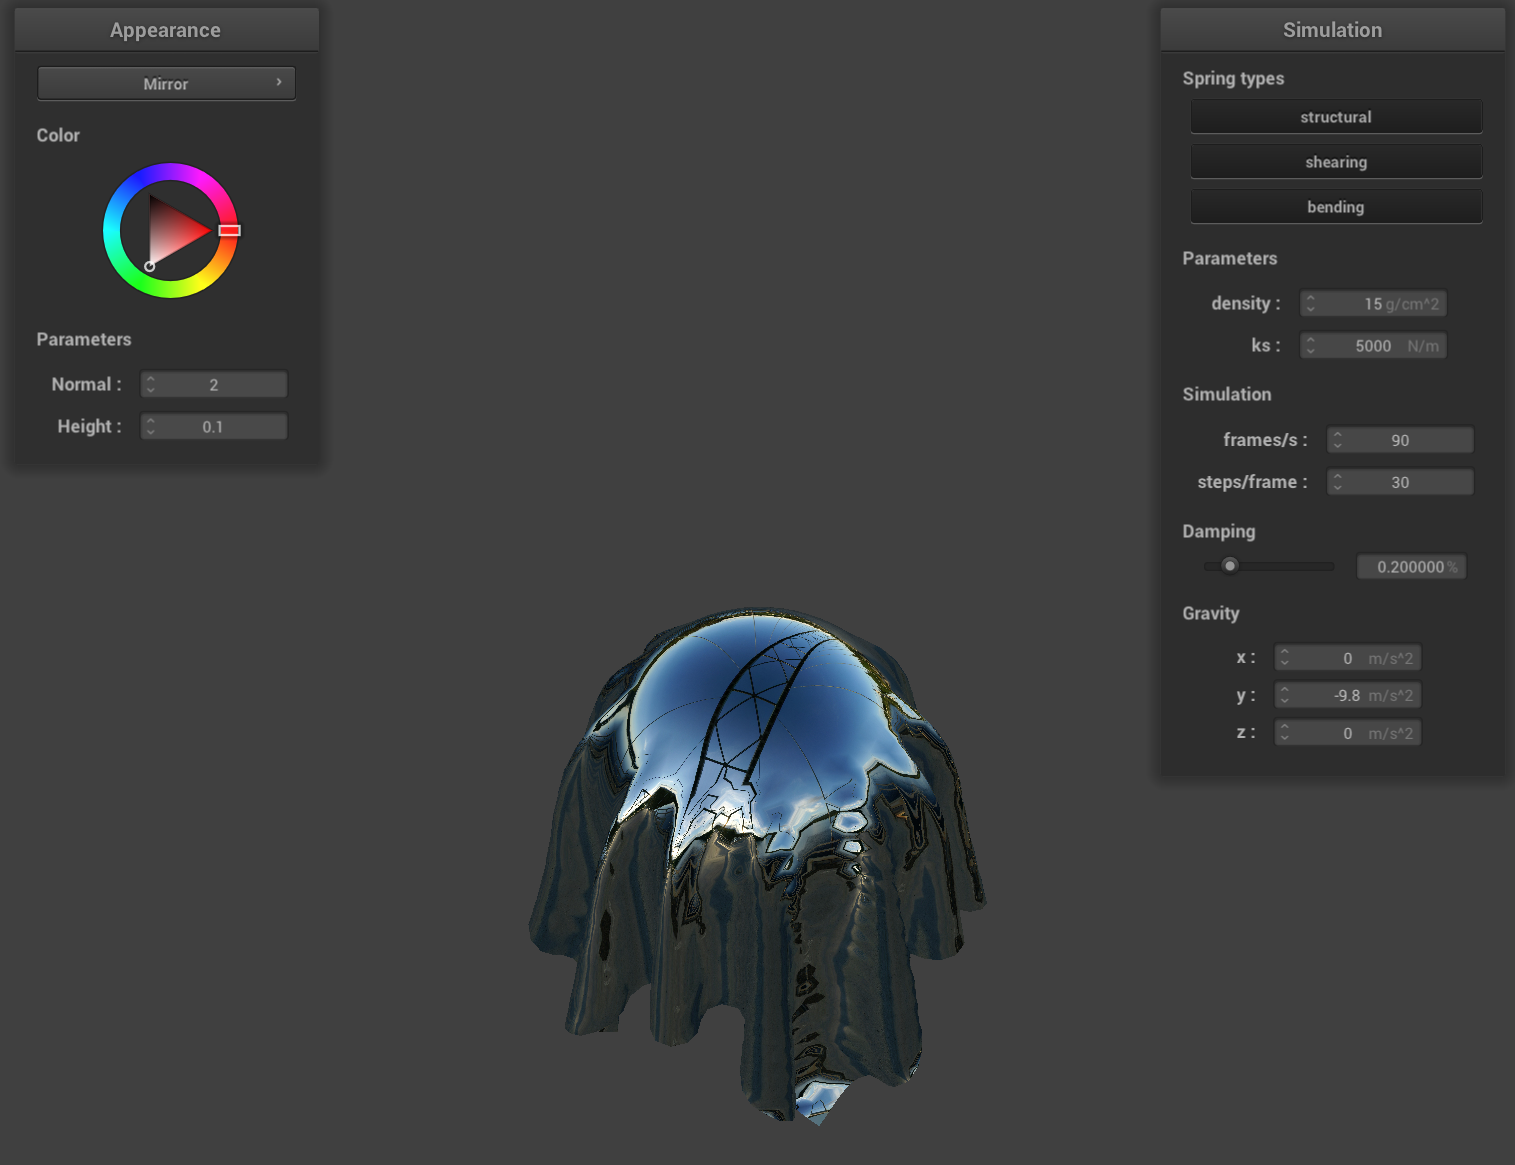 Appearance
Mirror
Color
Parameters
Normal : 2
Height : 0.1
Simulation
Spring types
structural
shearing
bending
Parameters
density : 15 g/cm^2
ks : 5000 N/m
Simulation
frames/s : 90
steps/frame : 30
Damping
0.200000 %
Gravity
x : 0 m/s^2
y : -9.8 m/s^2
z : 0 m/s^2